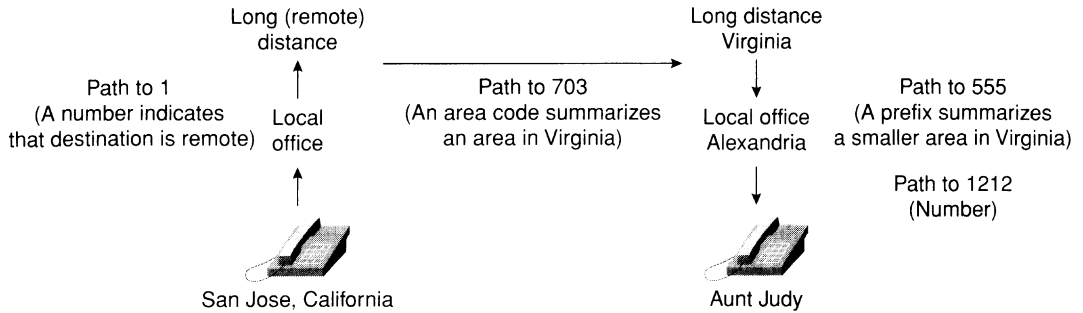 Long (remote)
distance
Long distance
Virginia
Path to 1
(A number indicates
that destination is remote)
Local
office
Path to 703
(An area code summarizes
an area in Virginia)
Local office
Alexandria
Path to 555
(A prefix summarizes
a smaller area in Virginia)
Path to 1212
(Number)
San Jose, California
Aunt Judy